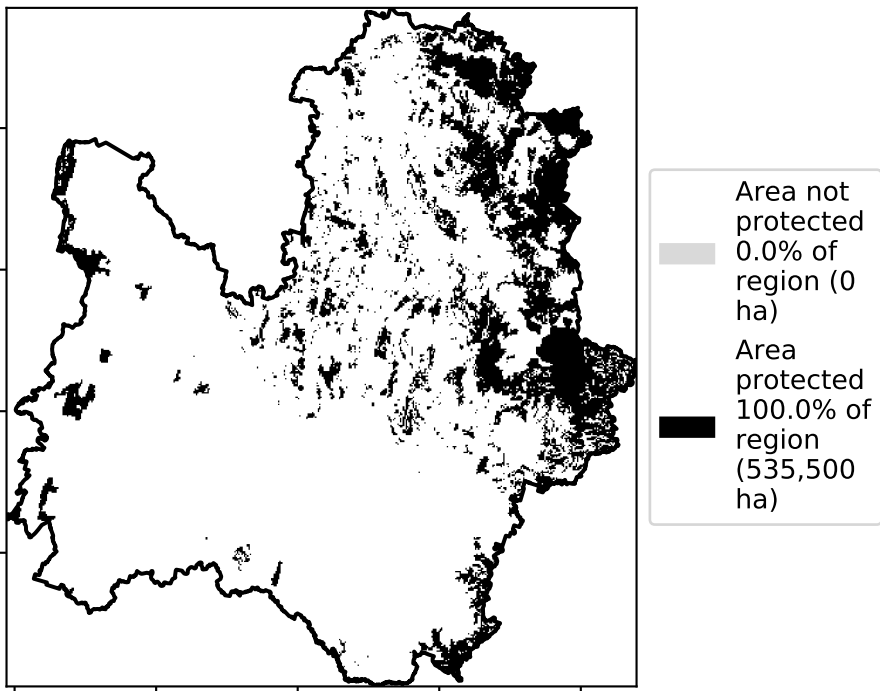 Area not
protected
0.0% of
region (0
ha)
Area
protected
100.0% of
region
(535,500
ha)